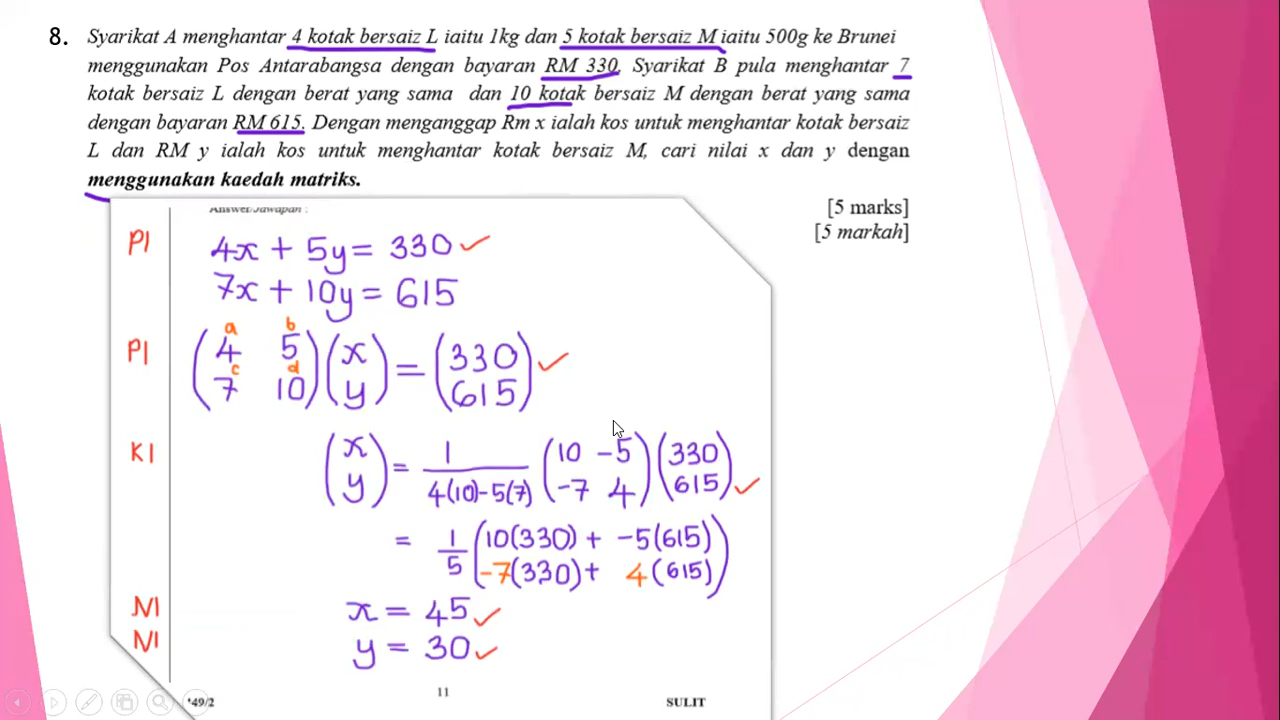 8. Syarikat A menghantar 4 kotak bersaiz L iaitu 1kg dan 5 kotak bersaiz M iaitu 500g ke Brunei
menggunakan Pos Antarabangsa dengan bayaran RM 330. Syarikat B pula menghantar 7
kotak bersaiz L dengan berat yang sama dan 10 kotak bersaiz M dengan berat yang sama
dengan bayaran RM 615. Dengan menganggap Rm x ialah kos untuk menghantar kotak bersaiz
L dan RM y ialah kos untuk menghantar kotak bersaiz M, cari nilai x dan y dengan
menggunakan kaedah matriks.
[5 marks]
[5 markah]
Answer/Jawapan :
P1 4x + 5y = 330 ✓
7x + 10y = 615
a b
P1 (4 5)(x) = (330) ✓
c d
(7 10)(y) (615)
K1 (x) = 1 (10 -5)(330)
(y) 4(10)-5(7) (-7 4)(615) ✓
= 1 (10(330) + -5(615))
5 (-7(330) + 4(615))
N1 x = 45 ✓
N1 y = 30 ✓
11
'49/2 SULIT